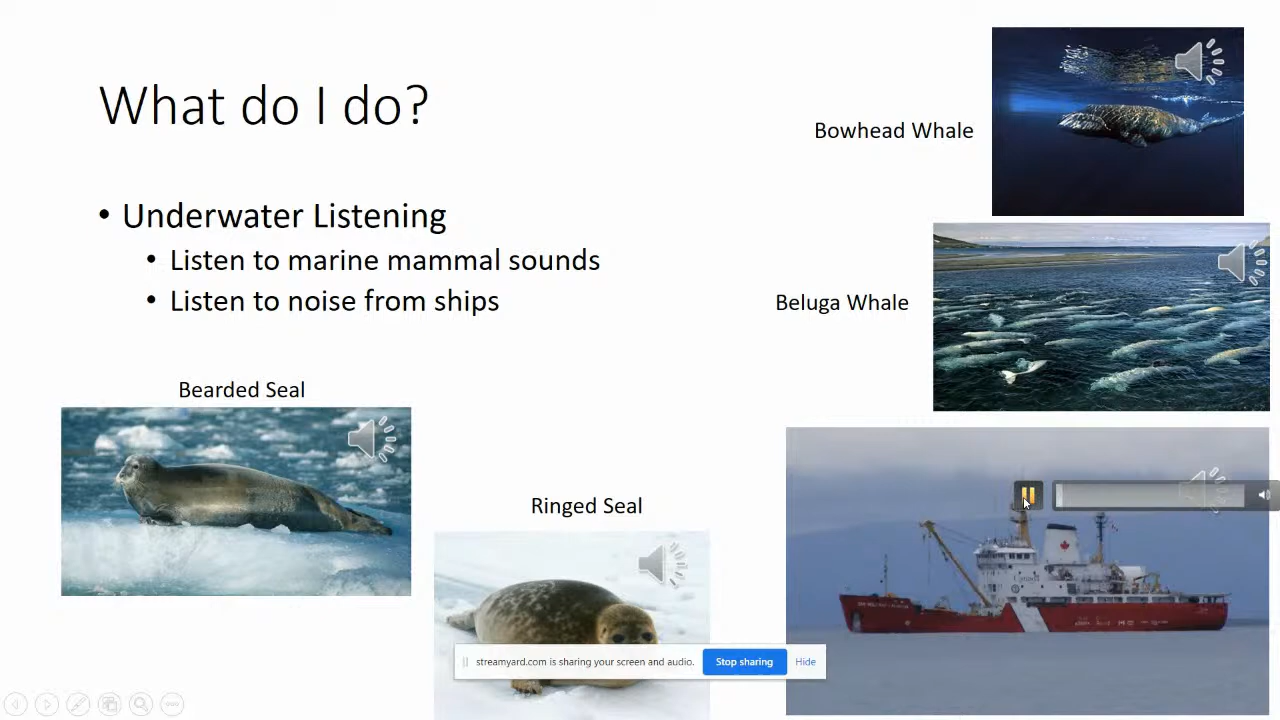 What do I do?
Bowhead Whale
• Underwater Listening
• Listen to marine mammal sounds
• Listen to noise from ships
Beluga Whale
Bearded Seal
Ringed Seal
streamyard.com is sharing your screen and audio.
Stop sharing
Hide